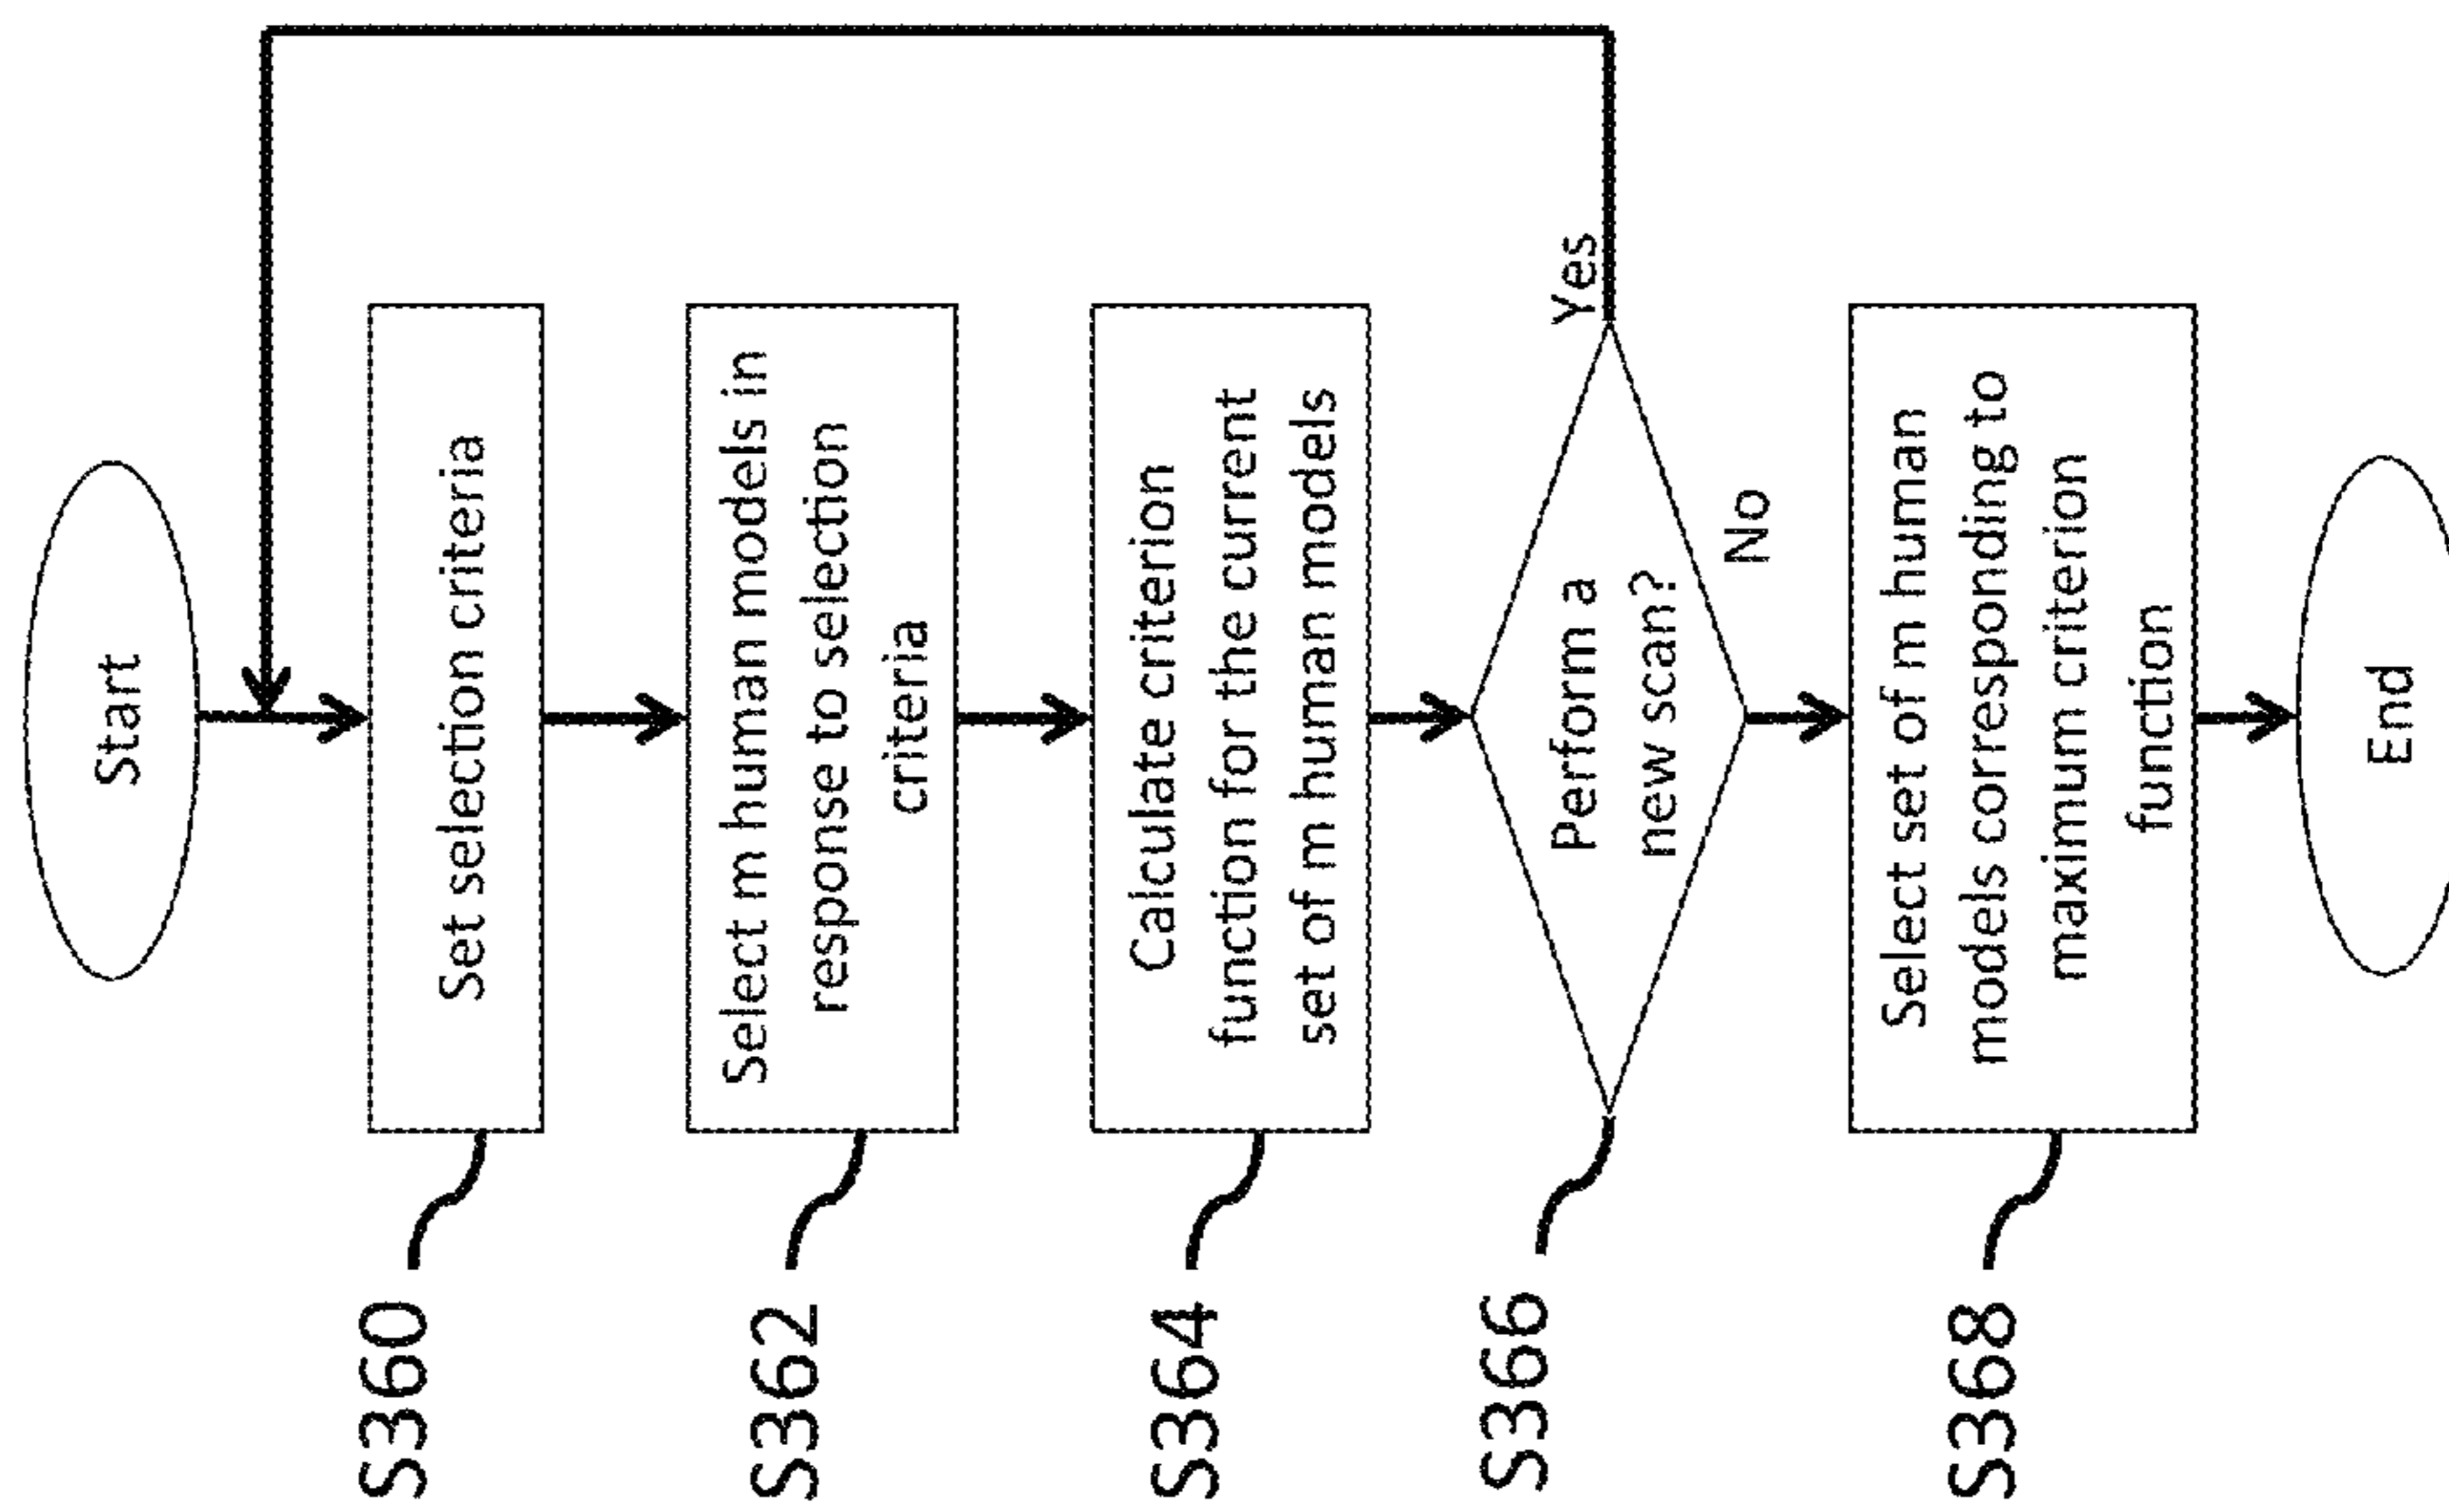 Start
S360
Set selection criteria
S362
Select m human models in
response to selection
criteria
S364
Calculate criterion
function for the current
set of m human models
S366
Perform a
new scan?
Yes
No
S368
Select set of m human
models corresponding to
maximum criterion
function
End